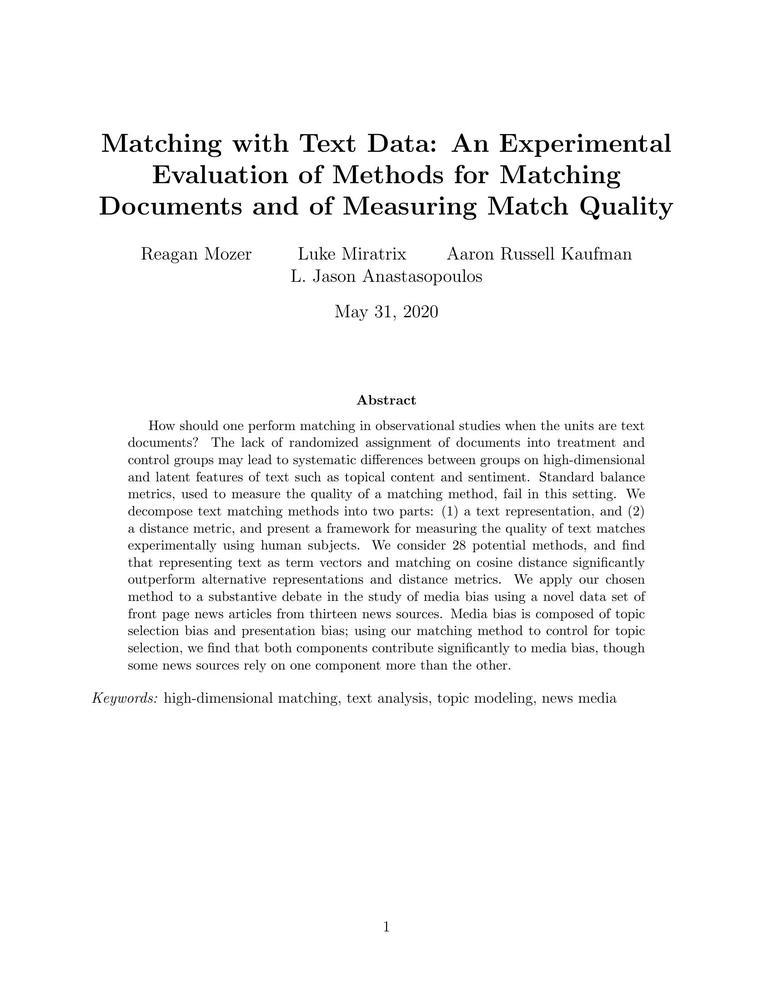 Matching with Text Data: An Experimental
Evaluation of Methods for Matching
Documents and of Measuring Match Quality
Reagan Mozer Luke Miratrix Aaron Russell Kaufman
L. Jason Anastasopoulos
May 31, 2020
Abstract
How should one perform matching in observational studies when the units are text
documents? The lack of randomized assignment of documents into treatment and
control groups may lead to systematic differences between groups on high-dimensional
and latent features of text such as topical content and sentiment. Standard balance
metrics, used to measure the quality of a matching method, fail in this setting. We
decompose text matching methods into two parts: (1) a text representation, and (2)
a distance metric, and present a framework for measuring the quality of text matches
experimentally using human subjects. We consider 28 potential methods, and find
that representing text as term vectors and matching on cosine distance significantly
outperform alternative representations and distance metrics. We apply our chosen
method to a substantive debate in the study of media bias using a novel data set of
front page news articles from thirteen news sources. Media bias is composed of topic
selection bias and presentation bias; using our matching method to control for topic
selection, we find that both components contribute significantly to media bias, though
some news sources rely on one component more than the other.
Keywords: high-dimensional matching, text analysis, topic modeling, news media
1